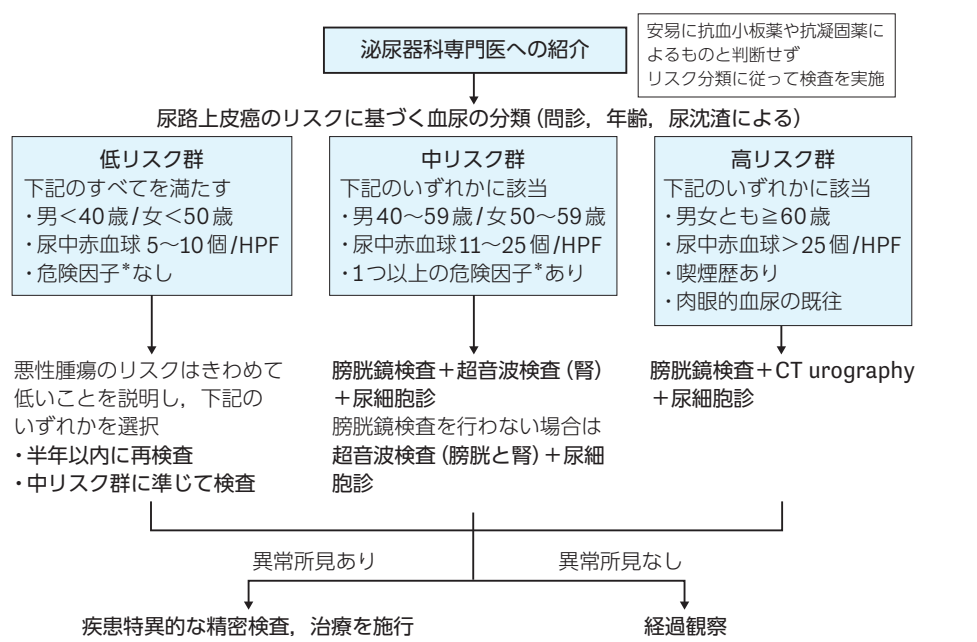 泌尿器科専門医への紹介
安易に抗血小板薬や抗凝固薬に
よるものと判断せず
リスク分類に従って検査を実施
尿路上皮癌のリスクに基づく血尿の分類（問診，年齢，尿沈渣による）
低リスク群
下記のすべてを満たす
・男＜40歳/女＜50歳
・尿中赤血球 5〜10個/HPF
・危険因子*なし
中リスク群
下記のいずれかに該当
・男40〜59歳/女50〜59歳
・尿中赤血球11〜25個/HPF
・1つ以上の危険因子*あり
高リスク群
下記のいずれかに該当
・男女とも≧60歳
・尿中赤血球＞25個/HPF
・喫煙歴あり
・肉眼的血尿の既往
悪性腫瘍のリスクはきわめて
低いことを説明し，下記の
いずれかを選択
・半年以内に再検査
・中リスク群に準じて検査
膀胱鏡検査＋超音波検査（腎）
＋尿細胞診
膀胱鏡検査を行わない場合は
超音波検査（膀胱と腎）＋尿細
胞診
膀胱鏡検査＋CT urography
＋尿細胞診
異常所見あり
異常所見なし
疾患特異的な精密検査，治療を施行
経過観察